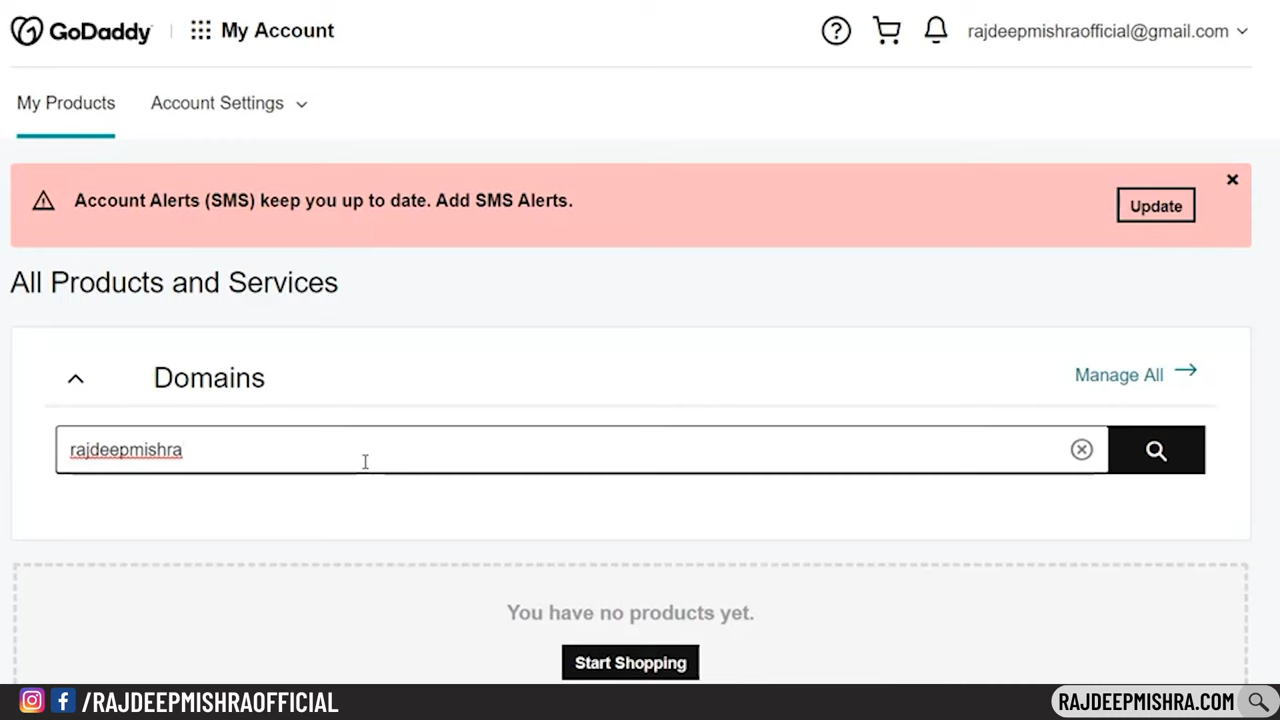 GoDaddy My Account rajdeepmishraofficial@gmail.com
My Products Account Settings
Account Alerts (SMS) keep you up to date. Add SMS Alerts. Update
All Products and Services
Domains Manage All
rajdeepmishra
You have no products yet.
Start Shopping
/RAJDEEPMISHRAOFFICIAL RAJDEEPMISHRA.COM